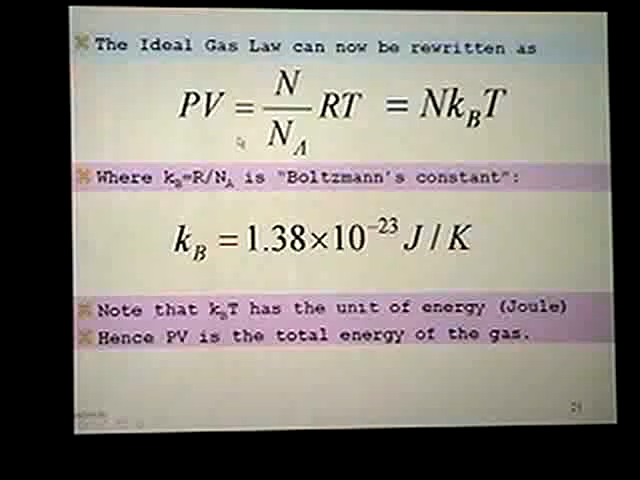 The Ideal Gas Law can now be rewritten as
PV = N/N_A RT = Nk_BT
Where k_B=R/N_A is "Boltzmann's constant":
k_B = 1.38×10^-23 J / K
Note that k_BT has the unit of energy (Joule)
Hence PV is the total energy of the gas.